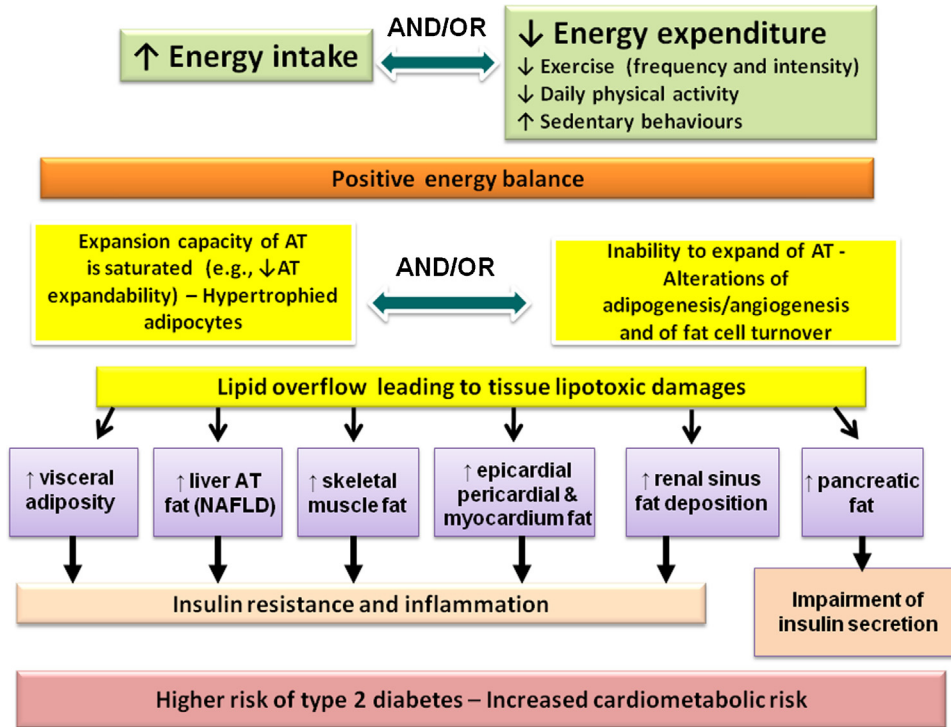 ↑ Energy intake
AND/OR
↓ Energy expenditure
↓ Exercise (frequency and intensity)
↓ Daily physical activity
↑ Sedentary behaviours
Positive energy balance
Expansion capacity of AT
is saturated (e.g., ↓AT
expandability) – Hypertrophied
adipocytes
AND/OR
Inability to expand of AT -
Alterations of
adipogenesis/angiogenesis
and of fat cell turnover
Lipid overflow leading to tissue lipotoxic damages
↑ visceral
adiposity
↑ liver AT
fat (NAFLD)
↑ skeletal
muscle fat
↑ epicardial
pericardial &
myocardium fat
↑ renal sinus
fat deposition
↑ pancreatic
fat
Insulin resistance and inflammation
Impairment of
insulin secretion
Higher risk of type 2 diabetes – Increased cardiometabolic risk